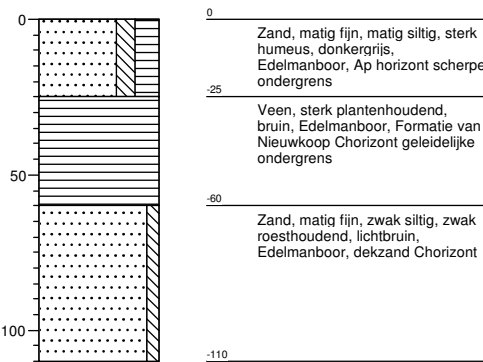 0
0
Zand, matig fijn, matig siltig, sterk
humeus, donkergrijs,
Edelmanboor, Ap horizont scherpe
ondergrens
-25
Veen, sterk plantenhoudend,
bruin, Edelmanboor, Formatie van
Nieuwkoop Chorizont geleidelijke
ondergrens
50
-60
Zand, matig fijn, zwak siltig, zwak
roesthoudend, lichtbruin,
Edelmanboor, dekzand Chorizont
100
-110